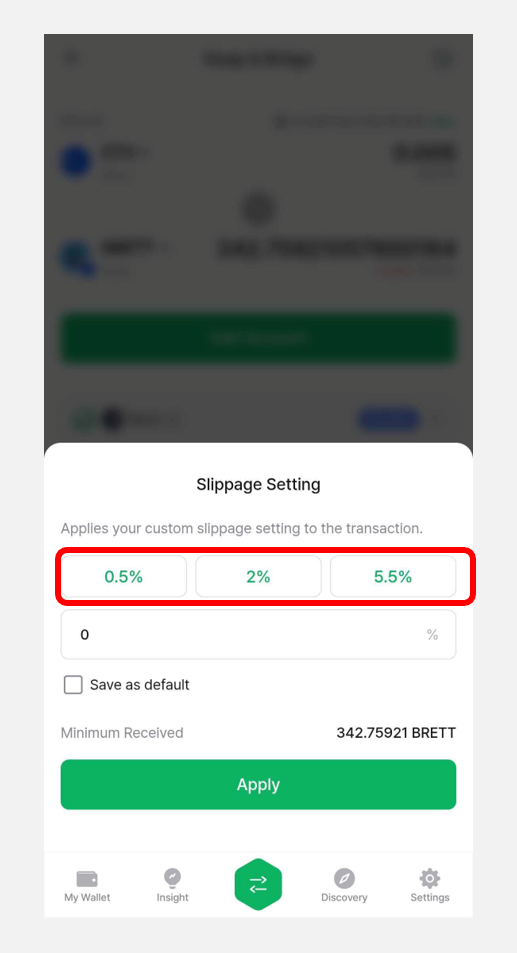 Slippage Setting
Applies your custom slippage setting to the transaction.
0.5% 2% 5.5%
0 %
Save as default
Minimum Received 342.75921 BRETT
Apply
My Wallet Insight Discovery Settings